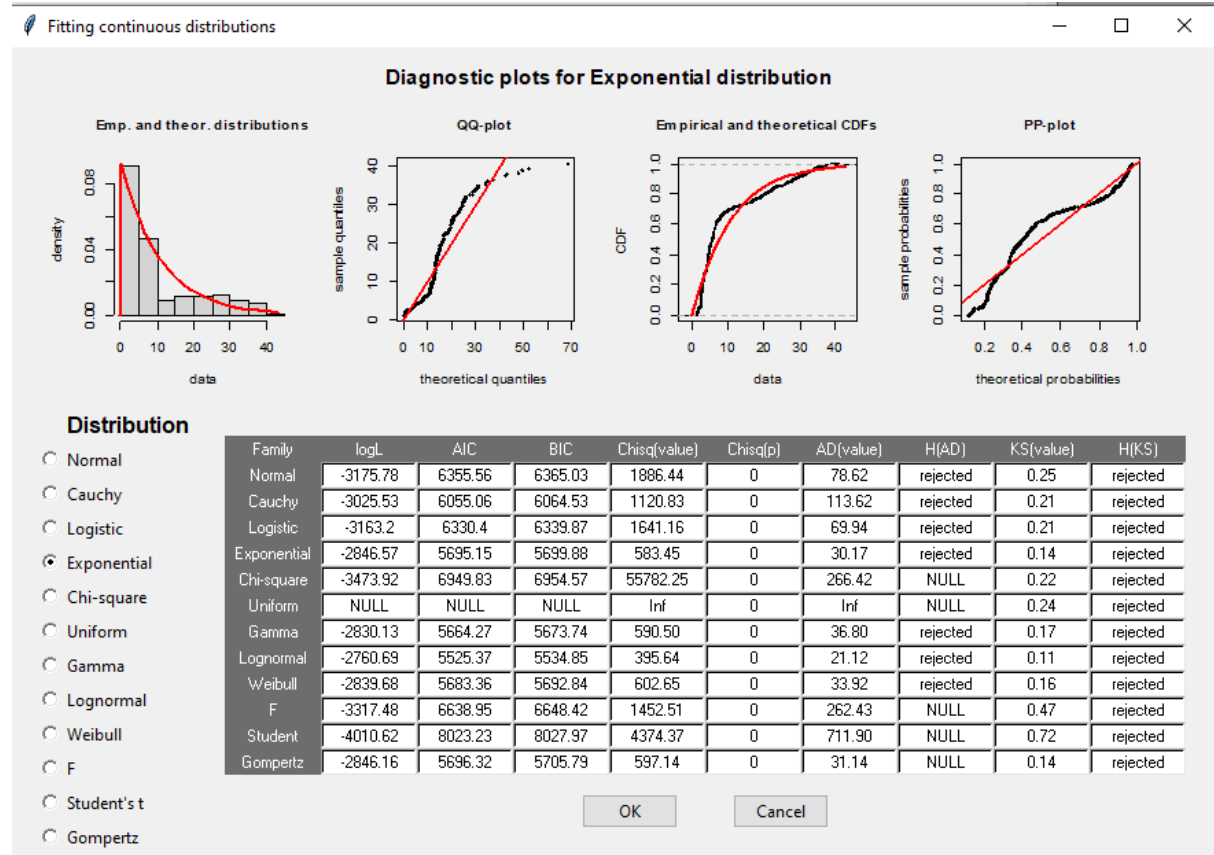 Fitting continuous distributions
Diagnostic plots for Exponential distribution
Emp. and theor. distributions
QQ-plot
Empirical and theoretical CDFs
PP-plot
density
0.00 0.04 0.08
0 10 20 30 40
data
sample quantiles
0 10 20 30 40
0 10 30 50 70
theoretical quantiles
CDF
0.0 0.2 0.4 0.6 0.8 1.0
0 10 20 30 40
data
sample probabilities
0.0 0.2 0.4 0.6 0.8 1.0
0.2 0.4 0.6 0.8 1.0
theoretical probabilities
Distribution
Normal
Cauchy
Logistic
Exponential
Chi-square
Uniform
Gamma
Lognormal
Weibull
F
Student's t
Gompertz
Family logL AIC BIC Chisq(value) Chisq(p) AD(value) H(AD) KS(value) H(KS)
Normal -3175.78 6355.56 6365.03 1886.44 0 78.62 rejected 0.25 rejected
Cauchy -3025.53 6055.06 6064.53 1120.83 0 113.62 rejected 0.21 rejected
Logistic -3163.2 6330.4 6339.87 1641.16 0 69.94 rejected 0.21 rejected
Exponential -2846.57 5695.15 5699.88 583.45 0 30.17 rejected 0.14 rejected
Chi-square -3473.92 6949.83 6954.57 55782.25 0 266.42 NULL 0.22 rejected
Uniform NULL NULL NULL Inf 0 Inf NULL 0.24 rejected
Gamma -2830.13 5664.27 5673.74 590.50 0 36.80 rejected 0.17 rejected
Lognormal -2760.69 5525.37 5534.85 395.64 0 21.12 rejected 0.11 rejected
Weibull -2839.68 5683.36 5692.84 602.65 0 33.92 rejected 0.16 rejected
F -3317.48 6638.95 6648.42 1452.51 0 262.43 NULL 0.47 rejected
Student -4010.62 8023.23 8027.97 4374.37 0 711.90 NULL 0.72 rejected
Gompertz -2846.16 5696.32 5705.79 597.14 0 31.14 NULL 0.14 rejected
OK
Cancel